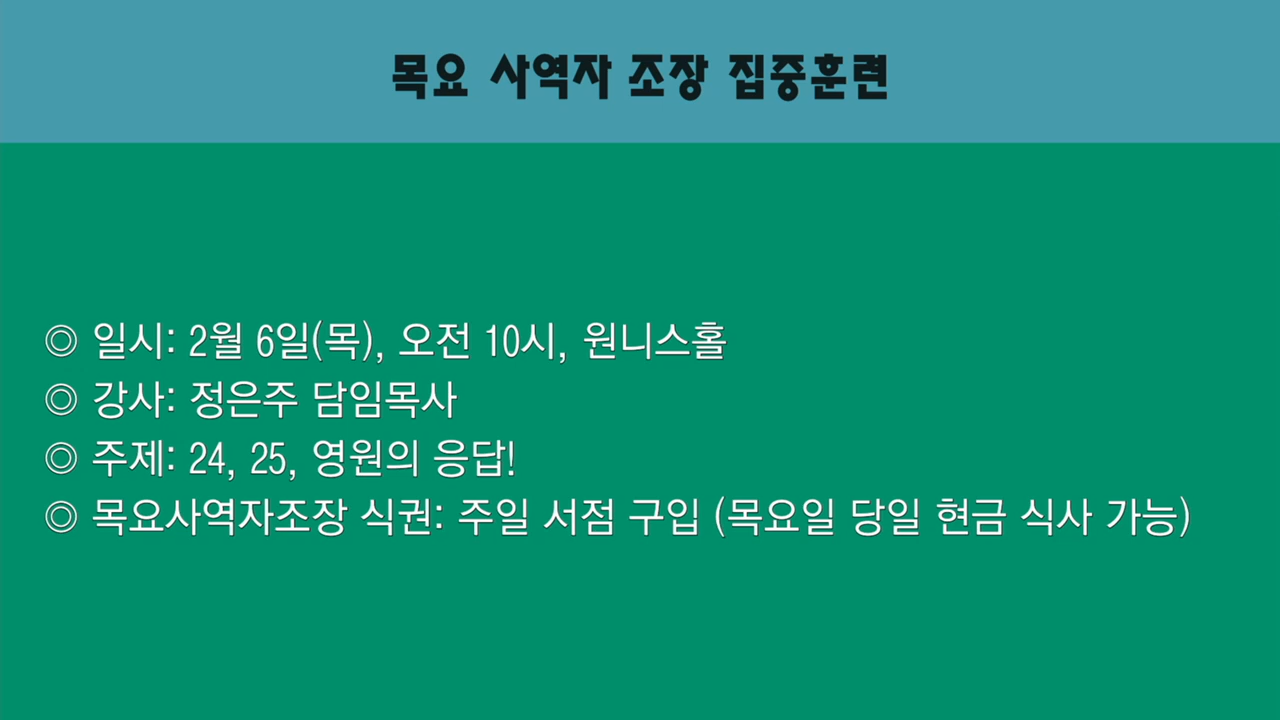 목요 사역자 조장 집중훈련
◎ 일시: 2월 6일(목), 오전 10시, 원니스홀
◎ 강사: 정은주 담임목사
◎ 주제: 24, 25, 영원의 응답!
◎ 목요사역자조장 식권: 주일 서점 구입 (목요일 당일 현금 식사 가능)